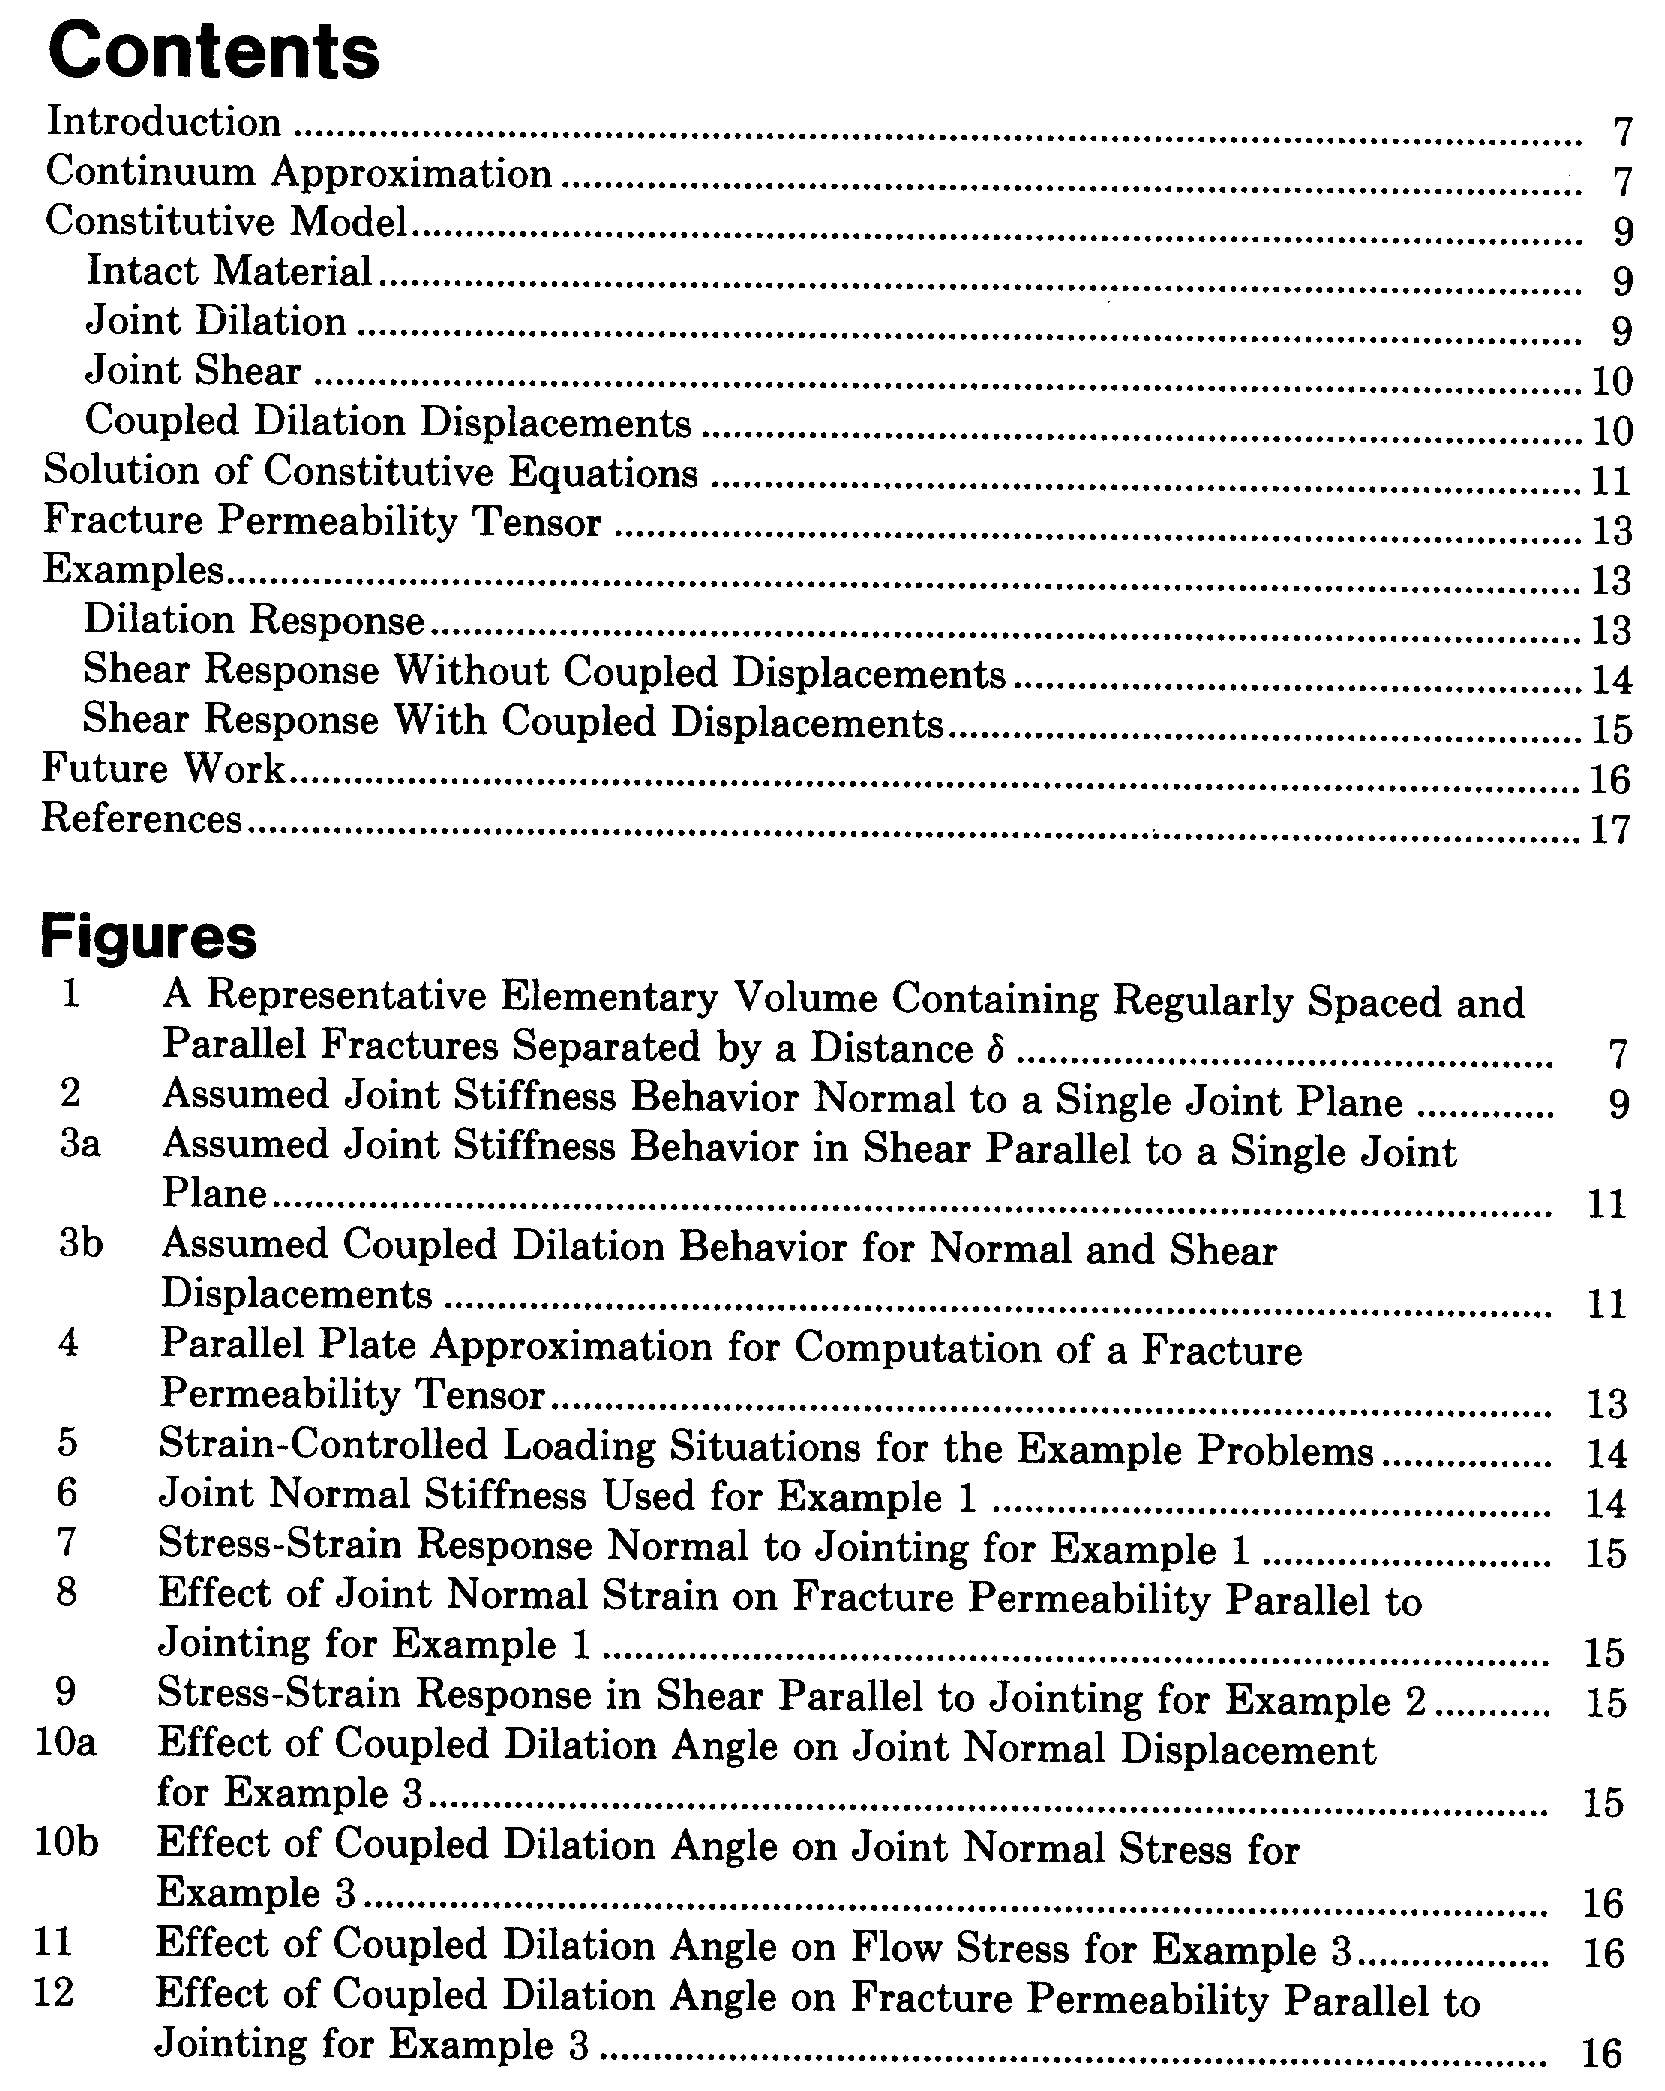 Contents
Introduction ........................................ 7
Continuum Approximation ........................................ 7
Constitutive Model ........................................ 9
Intact Material ........................................ 9
Joint Dilation ........................................ 9
Joint Shear ........................................ 10
Coupled Dilation Displacements ........................................ 10
Solution of Constitutive Equations ........................................ 11
Fracture Permeability Tensor ........................................ 13
Examples ........................................ 13
Dilation Response ........................................ 13
Shear Response Without Coupled Displacements ........................................ 14
Shear Response With Coupled Displacements ........................................ 15
Future Work ........................................ 16
References ........................................ 17
Figures
1 A Representative Elementary Volume Containing Regularly Spaced and
Parallel Fractures Separated by a Distance δ ........................................ 7
2 Assumed Joint Stiffness Behavior Normal to a Single Joint Plane ............. 9
3a Assumed Joint Stiffness Behavior in Shear Parallel to a Single Joint
Plane ........................................ 11
3b Assumed Coupled Dilation Behavior for Normal and Shear
Displacements ........................................ 11
4 Parallel Plate Approximation for Computation of a Fracture
Permeability Tensor ........................................ 13
5 Strain-Controlled Loading Situations for the Example Problems ................ 14
6 Joint Normal Stiffness Used for Example 1 ........................................ 14
7 Stress-Strain Response Normal to Jointing for Example 1 ........................... 15
8 Effect of Joint Normal Strain on Fracture Permeability Parallel to
Jointing for Example 1 ........................................ 15
9 Stress-Strain Response in Shear Parallel to Jointing for Example 2 ........... 15
10a Effect of Coupled Dilation Angle on Joint Normal Displacement
for Example 3 ........................................ 15
10b Effect of Coupled Dilation Angle on Joint Normal Stress for
Example 3 ........................................ 16
11 Effect of Coupled Dilation Angle on Flow Stress for Example 3 .................. 16
12 Effect of Coupled Dilation Angle on Fracture Permeability Parallel to
Jointing for Example 3 ........................................ 16